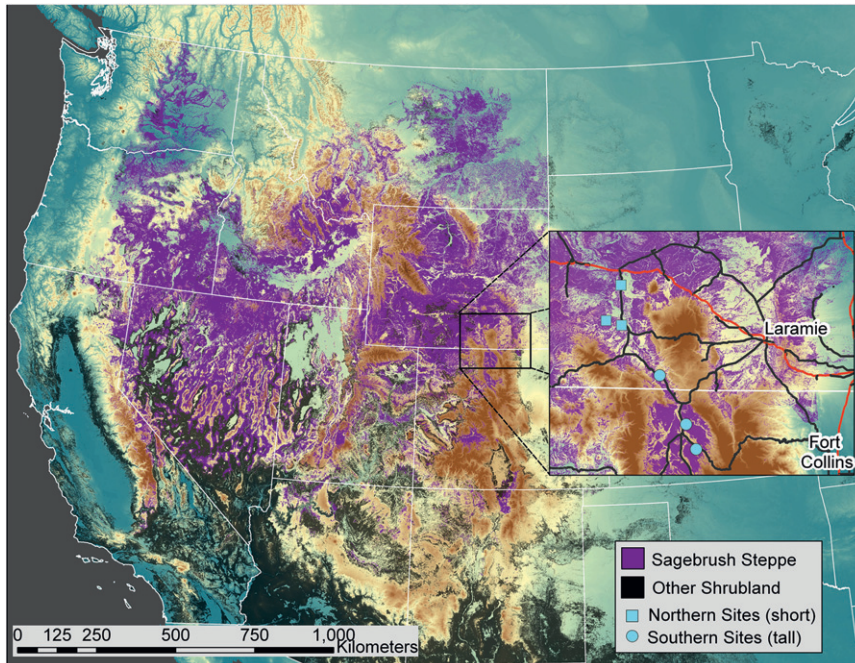 Laramie
Fort
Collins
Sagebrush Steppe
Other Shrubland
Northern Sites (short)
Southern Sites (tall)
0 125 250 500 750 1,000
Kilometers